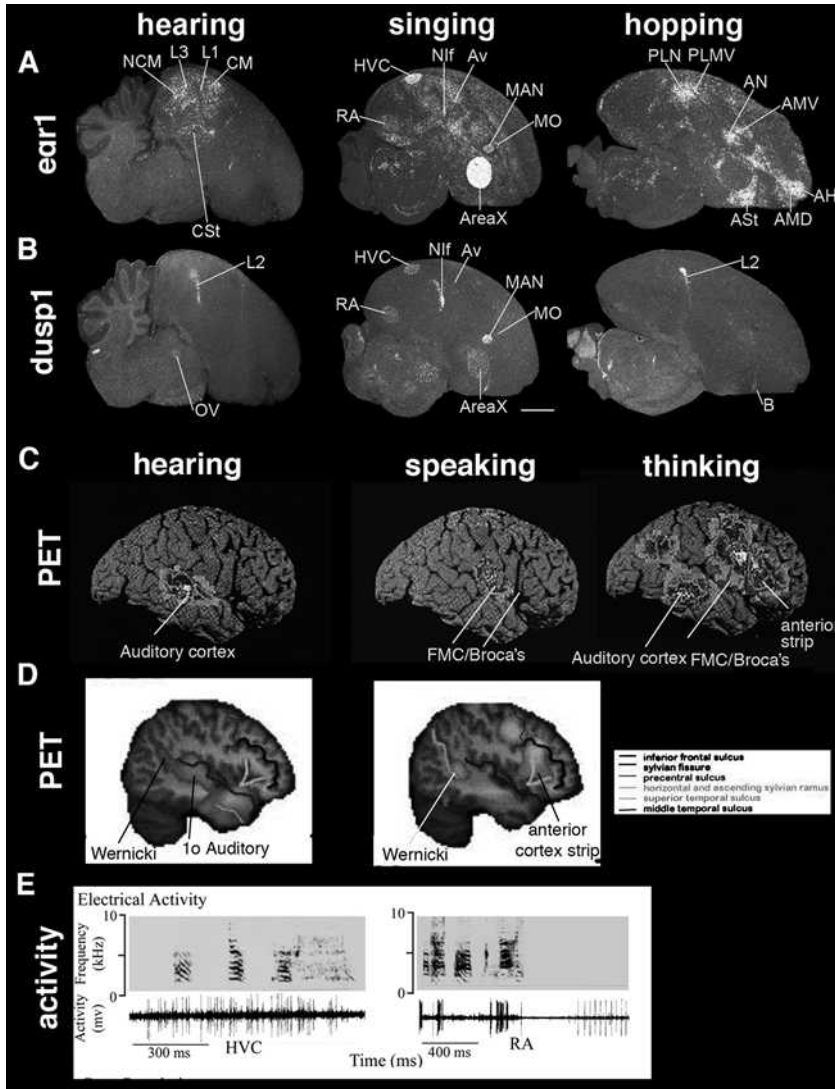 hearing singing hopping
A
NCM L3 L1 CM
HVC NIf Av MAN MO RA AreaX
PLN PLMV AN AMV AH AMD ASt
CSt
ear1
B
L2
OV
HVC NIf Av MAN MO RA AreaX
L2
B
dusp1
C
hearing speaking thinking
PET
Auditory cortex
FMC/Broca's
Auditory cortex FMC/Broca's
anterior
strip
D
PET
Wernicki 1o Auditory
Wernicki
anterior
cortex strip
inferior frontal sulcus
sylvian fissure
precentral sulcus
horizontal and ascending sylvian ramus
superior temporal sulcus
middle temporal sulcus
E
activity
Electrical Activity
10
Frequency
(kHz)
0
Activity
(mv)
300 ms HVC
10
0
400 ms RA
Time (ms)